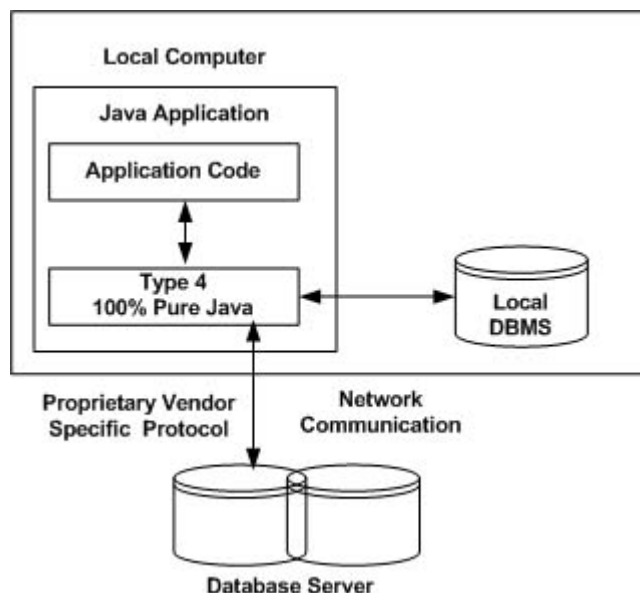 Local Computer
Java Application
Application Code
Type 4
100% Pure Java
Local
DBMS
Proprietary Vendor
Specific Protocol
Network
Communication
Database Server